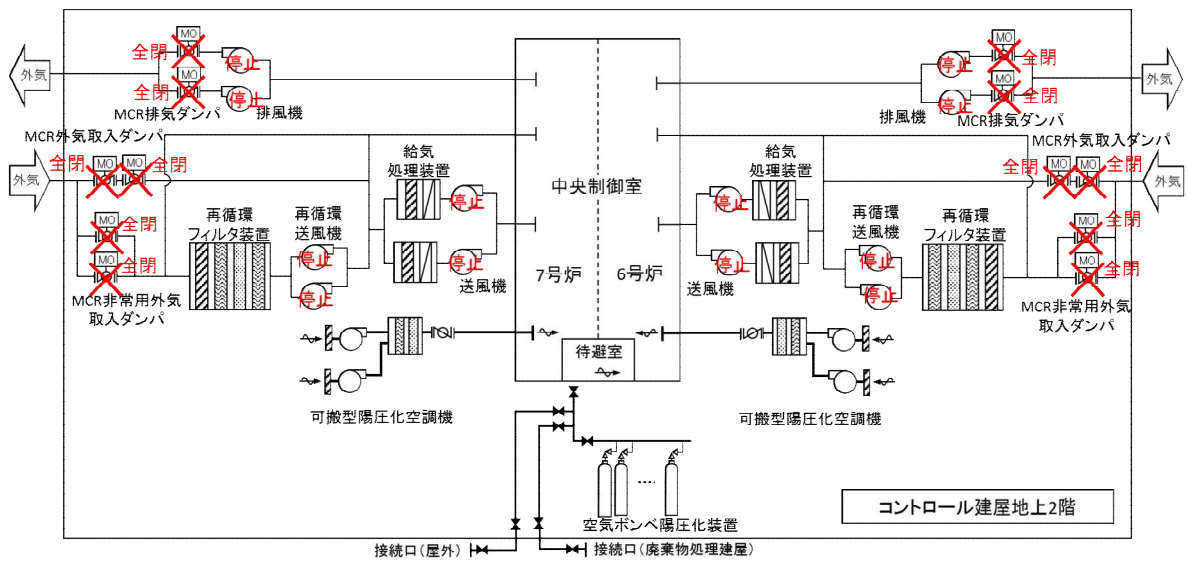 MO
全閉
停止
外気
MO
全閉
停止
MCR排気ダンパ
排風機
MO
全閉
停止
外気
MO
全閉
停止
排風機
MCR排気ダンパ
MCR外気取入ダンパ
全閉
MO
MO
全閉
外気
MO
全閉
MO
全閉
MCR非常用外気
取入ダンパ
再循環
フィルタ装置
再循環
送風機
停止
停止
給気
処理装置
停止
停止
送風機
中央制御室
7号炉
6号炉
待避室
給気
処理装置
停止
停止
送風機
再循環
送風機
停止
停止
再循環
フィルタ装置
MCR外気取入ダンパ
全閉
MO
MO
全閉
外気
MO
全閉
MO
全閉
MCR非常用外気
取入ダンパ
可搬型陽圧化空調機
可搬型陽圧化空調機
空気ボンベ陽圧化装置
コントロール建屋地上2階
接続口(屋外)
接続口(廃棄物処理建屋)